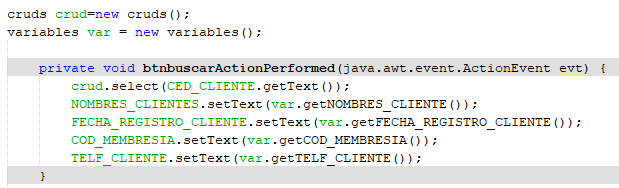 cruds crud=new cruds();
variables var = new variables();
private void btnbuscarActionPerformed(java.awt.event.ActionEvent evt) {
crud.select(CED_CLIENTE.getText());
NOMBRES_CLIENTES.setText(var.getNOMBRES_CLIENTE());
FECHA_REGISTRO_CLIENTE.setText(var.getFECHA_REGISTRO_CLIENTE());
COD_MEMBRESIA.setText(var.getCOD_MEMBRESIA());
TELF_CLIENTE.setText(var.getTELF_CLIENTE());
}